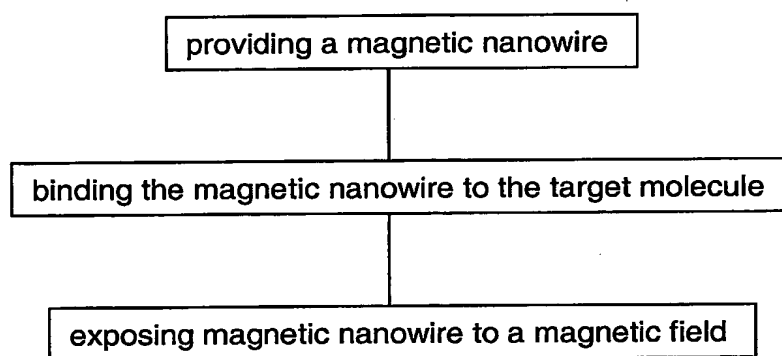 providing a magnetic nanowire
binding the magnetic nanowire to the target molecule
exposing magnetic nanowire to a magnetic field